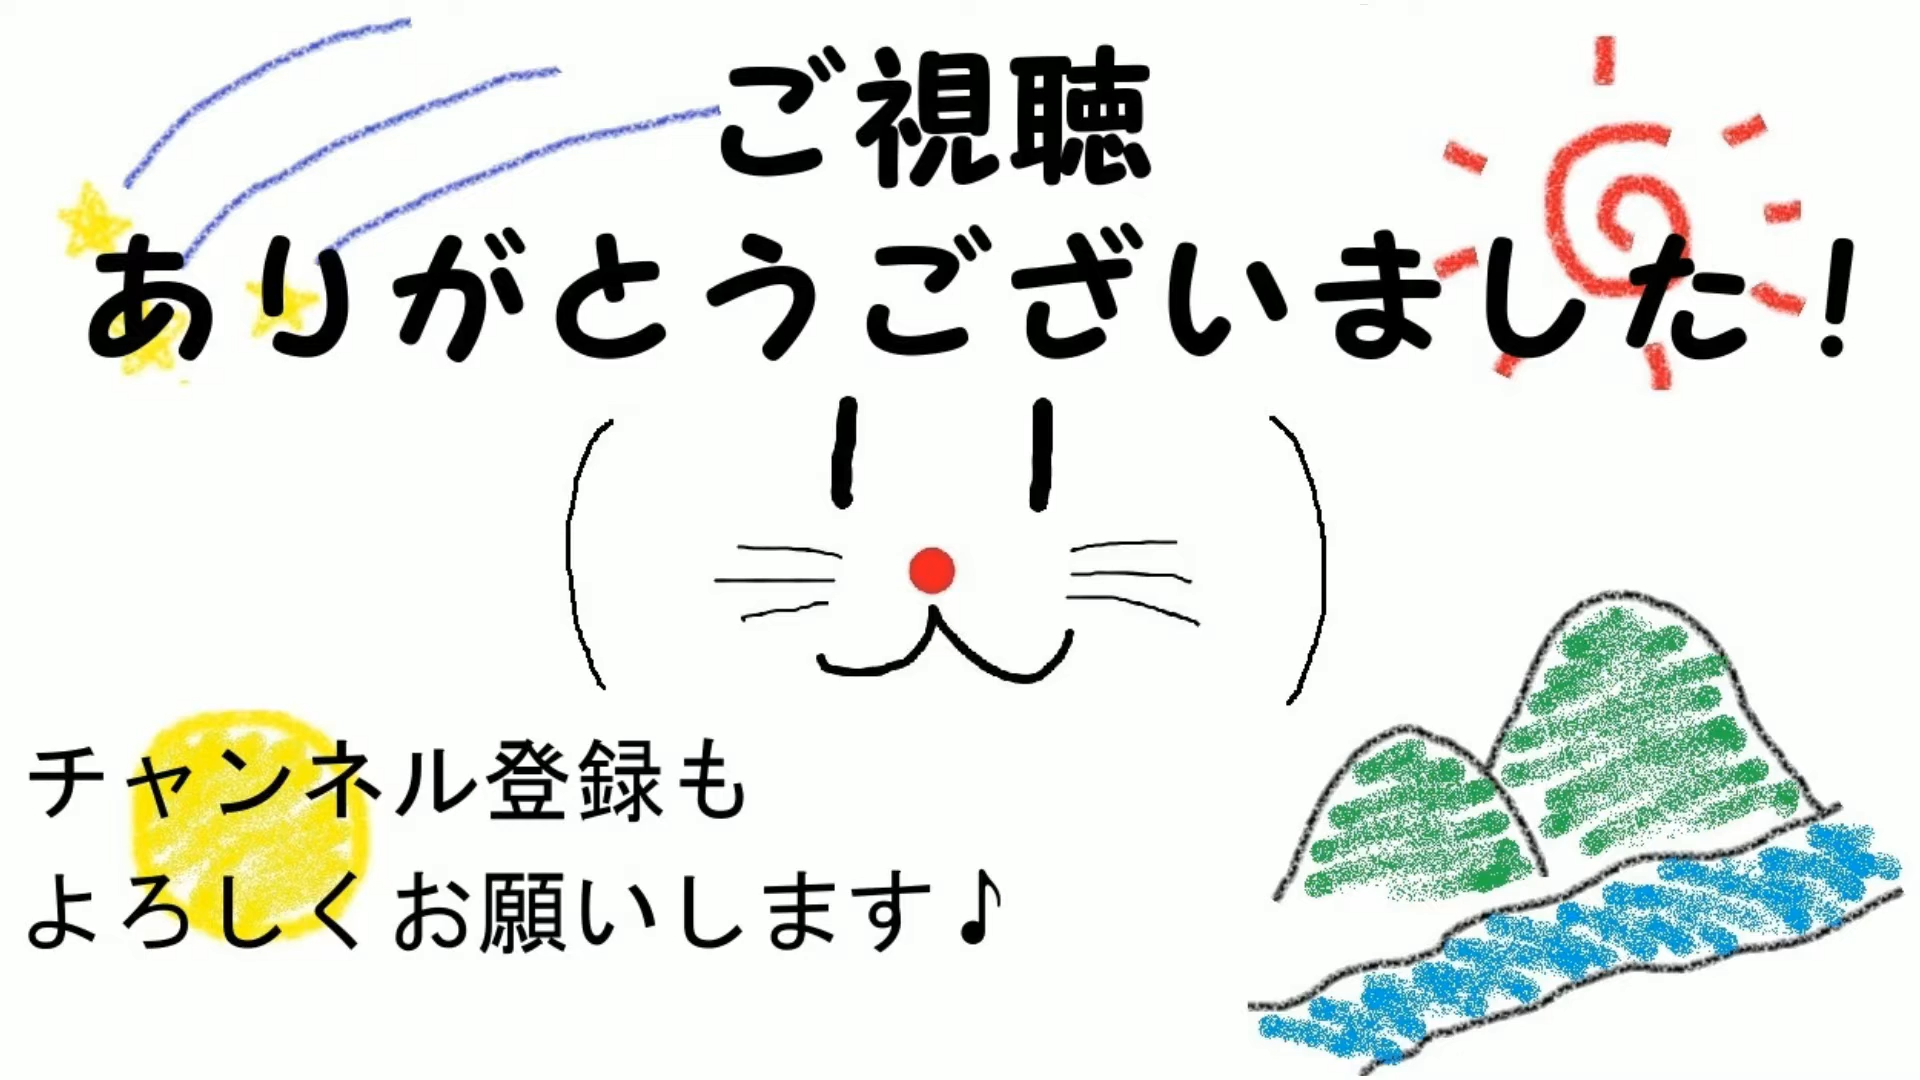 ご視聴
ありがとうございました！
チャンネル登録も
よろしくお願いします♪